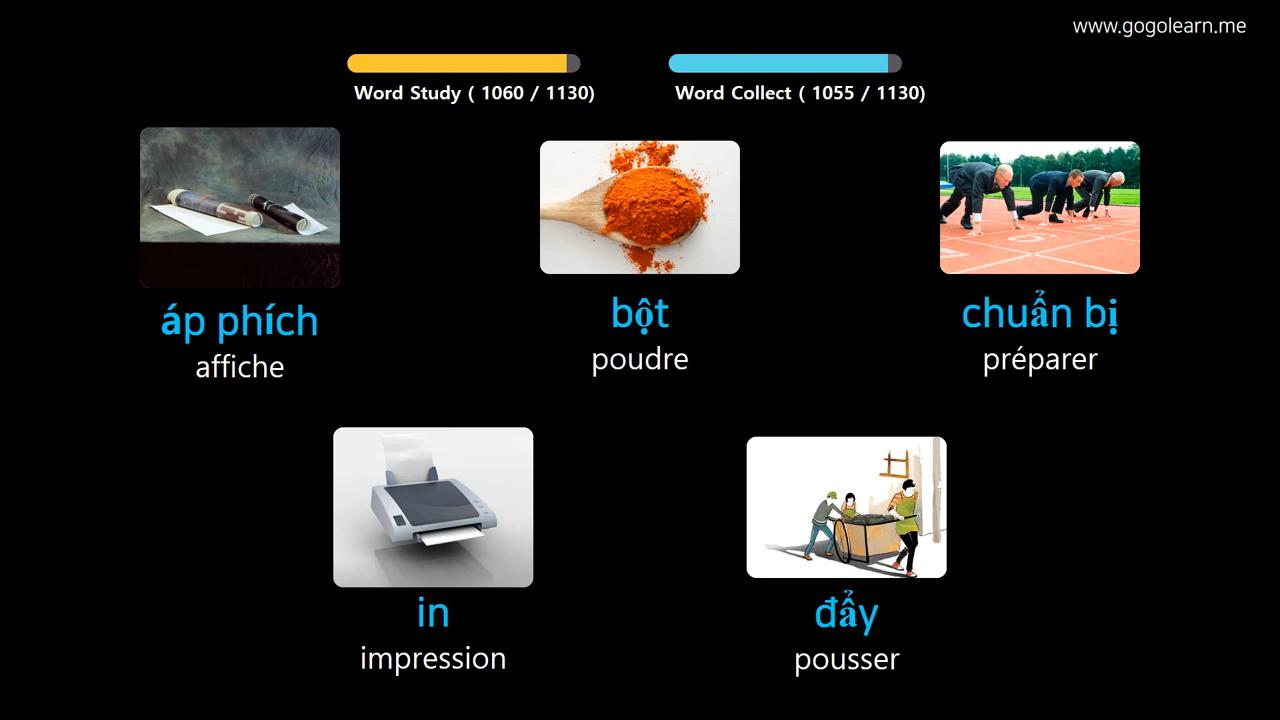 www.gogolearn.me
Word Study ( 1060 / 1130)
Word Collect ( 1055 / 1130)
áp phích
affiche
bột
poudre
chuẩn bị
préparer
in
impression
đẩy
pousser